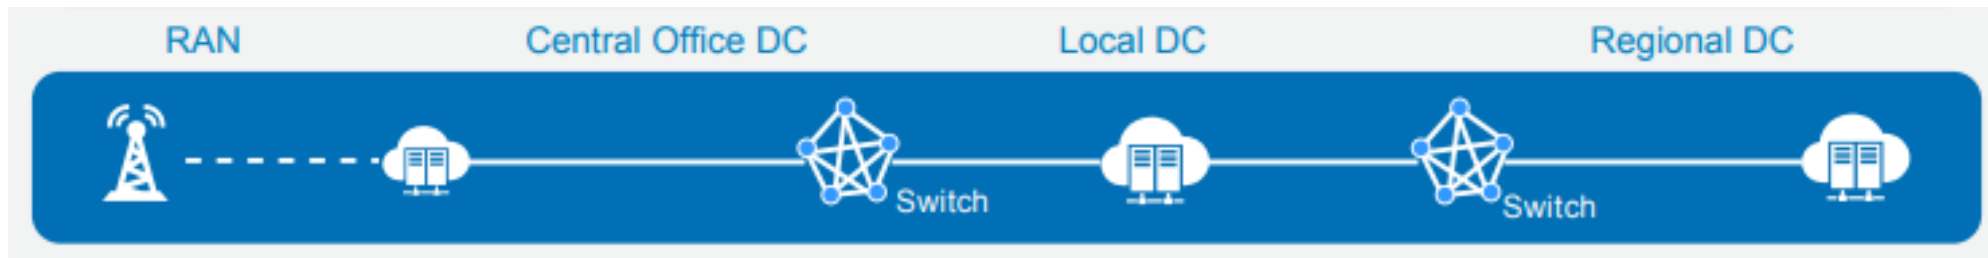 RAN Central Office DC Local DC Regional DC
Switch Switch